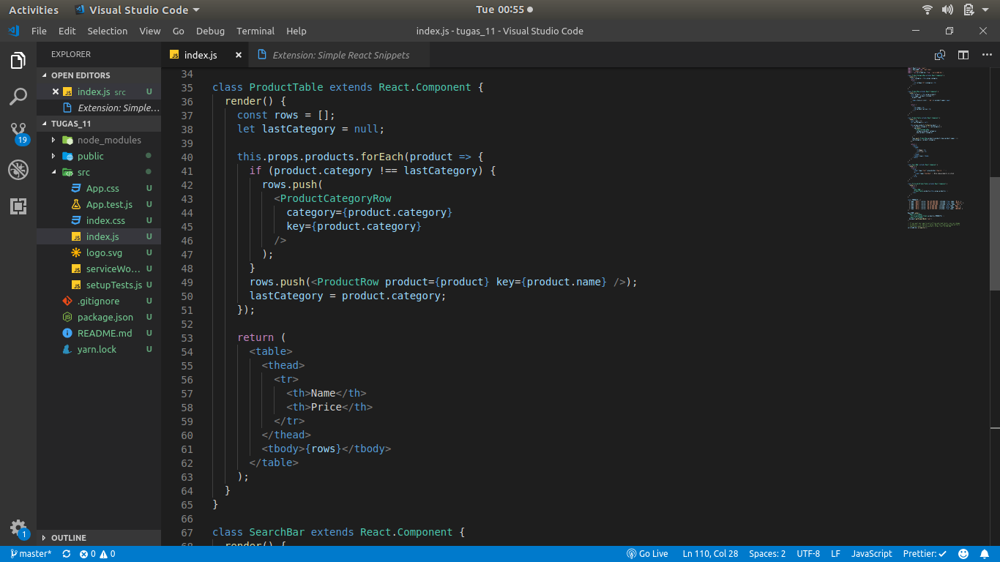 Activities Visual Studio Code Tue 00:55
File Edit Selection View Go Debug Terminal Help index.js - tugas_11 - Visual Studio Code
EXPLORER
OPEN EDITORS
index.js src U
Extension: Simple...
TUGAS_11
node_modules
public
src
App.css U
App.test.js U
index.css U
index.js U
logo.svg U
serviceWo... U
setupTests.js U
.gitignore U
package.json U
README.md U
yarn.lock U
OUTLINE
19
1
index.js Extension: Simple React Snippets
34
35 class ProductTable extends React.Component {
36 render() {
37 const rows = [];
38 let lastCategory = null;
39
40 this.props.products.forEach(product => {
41 if (product.category !== lastCategory) {
42 rows.push(
43 <ProductCategoryRow
44 category={product.category}
45 key={product.category}
46 />
47 );
48 }
49 rows.push(<ProductRow product={product} key={product.name} />);
50 lastCategory = product.category;
51 });
52
53 return (
54 <table>
55 <thead>
56 <tr>
57 <th>Name</th>
58 <th>Price</th>
59 </tr>
60 </thead>
61 <tbody>{rows}</tbody>
62 </table>
63 );
64 }
65 }
66
67 class SearchBar extends React.Component {
68 render() {
master* 0 0 Go Live Ln 110, Col 28 Spaces: 2 UTF-8 LF JavaScript Prettier: ✓